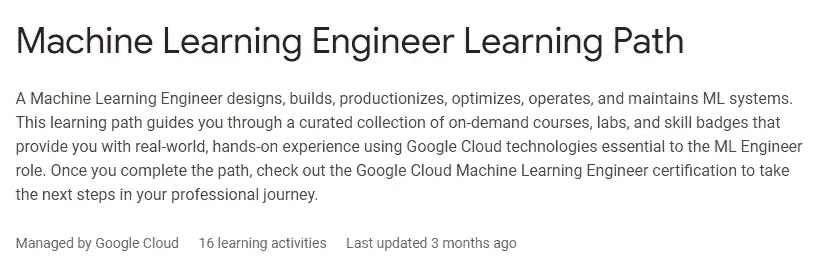 Machine Learning Engineer Learning Path
A Machine Learning Engineer designs, builds, productionizes, optimizes, operates, and maintains ML systems.
This learning path guides you through a curated collection of on-demand courses, labs, and skill badges that
provide you with real-world, hands-on experience using Google Cloud technologies essential to the ML Engineer
role. Once you complete the path, check out the Google Cloud Machine Learning Engineer certification to take
the next steps in your professional journey.
Managed by Google Cloud 16 learning activities Last updated 3 months ago